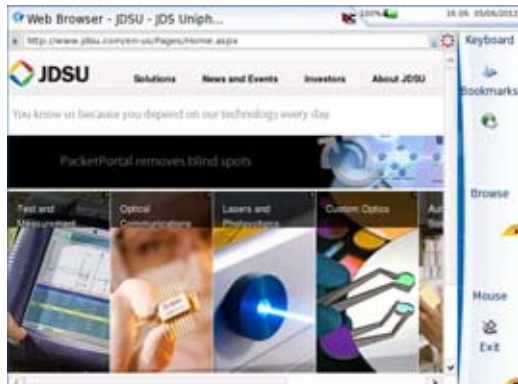 Web Browser - JDSU - JDS Uniph...
100%
16:06 05/06/2012
http://www.jdsu.com/en-us/Pages/Home.aspx
Keyboard
JDSU
Solutions
News and Events
Investors
About JDSU
Bookmarks
You know us because you depend on our technology every day
PacketPortal removes blind spots
Browse
Test and
Measurement
Optical
Communications
Lasers and
Custom Optics
Mouse
Exit